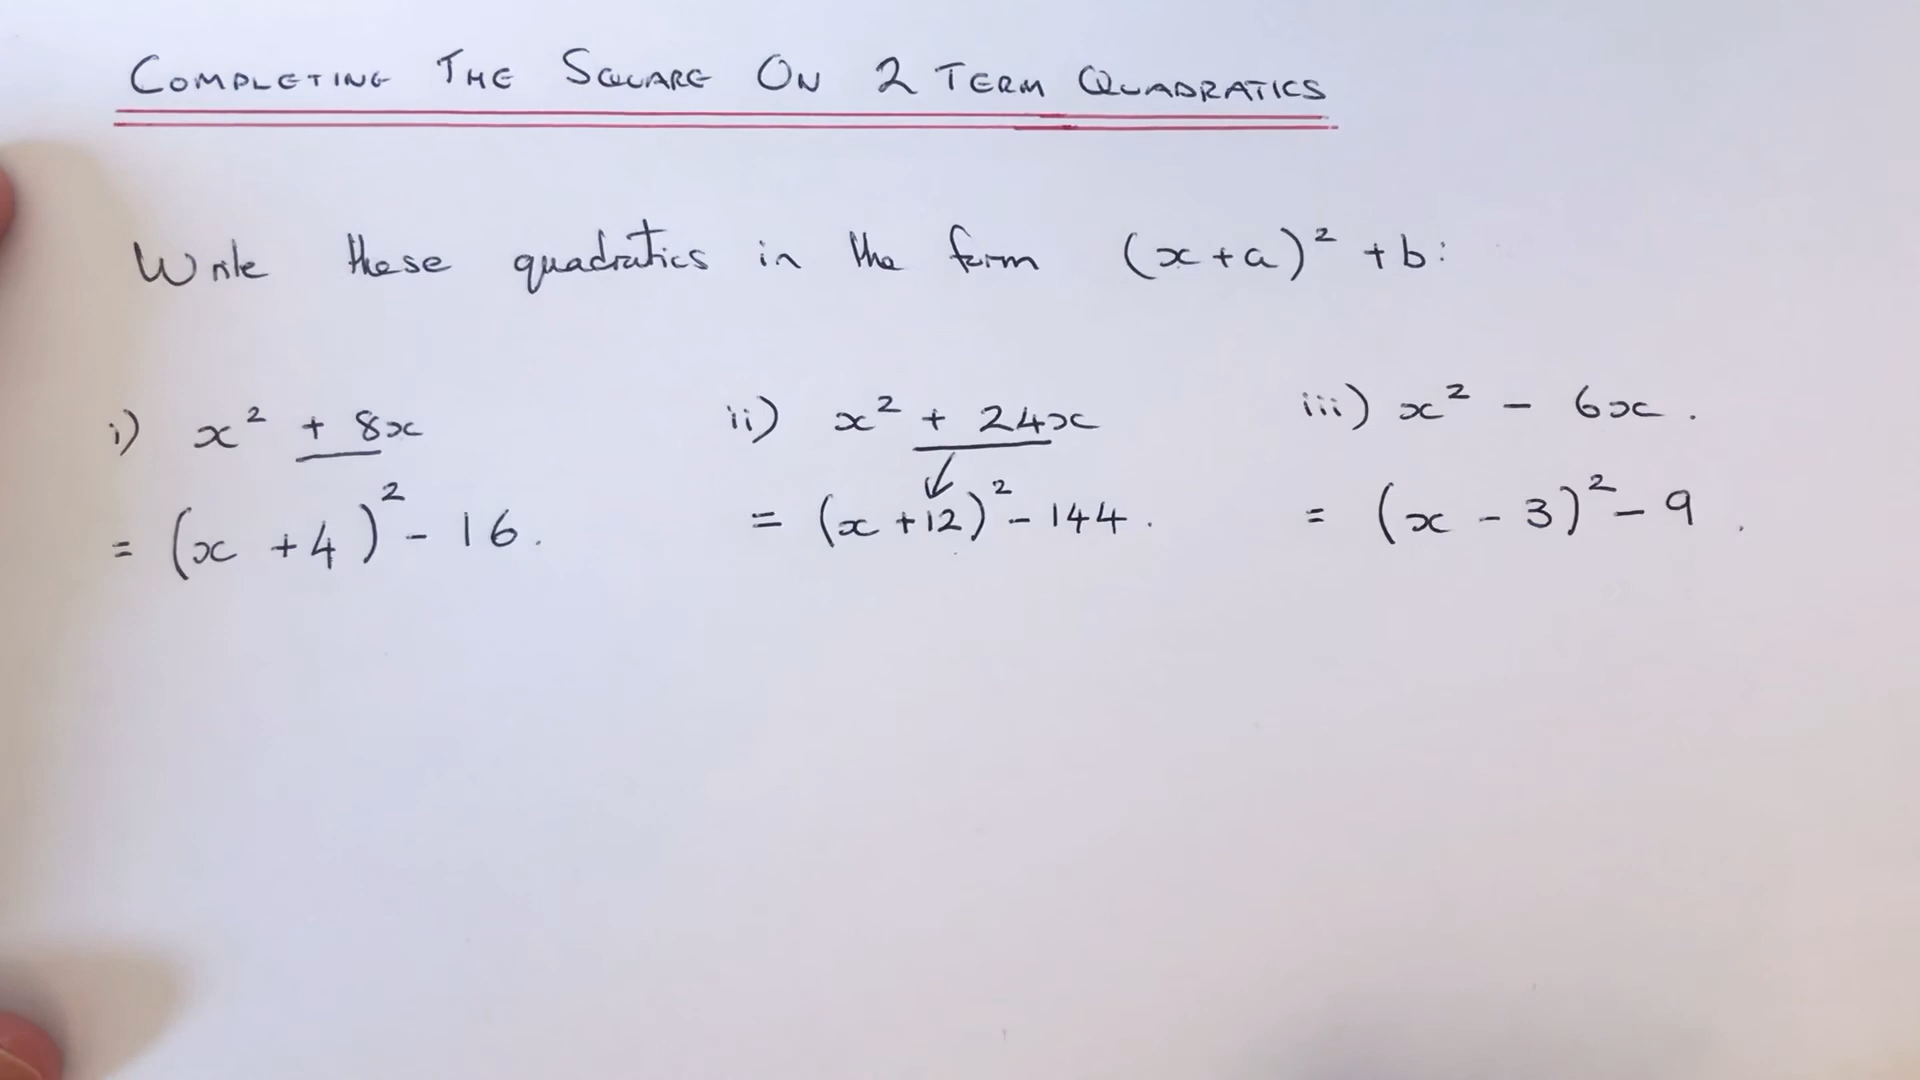 COMPLETING THE SQUARE ON 2 TERM QUADRATICS
Write these quadratics in the form (x+a)² + b:
i) x² + 8x
= (x + 4)² - 16.
ii) x² + 24x
= (x + 12)² - 144.
iii) x² - 6x.
= (x - 3)² - 9.